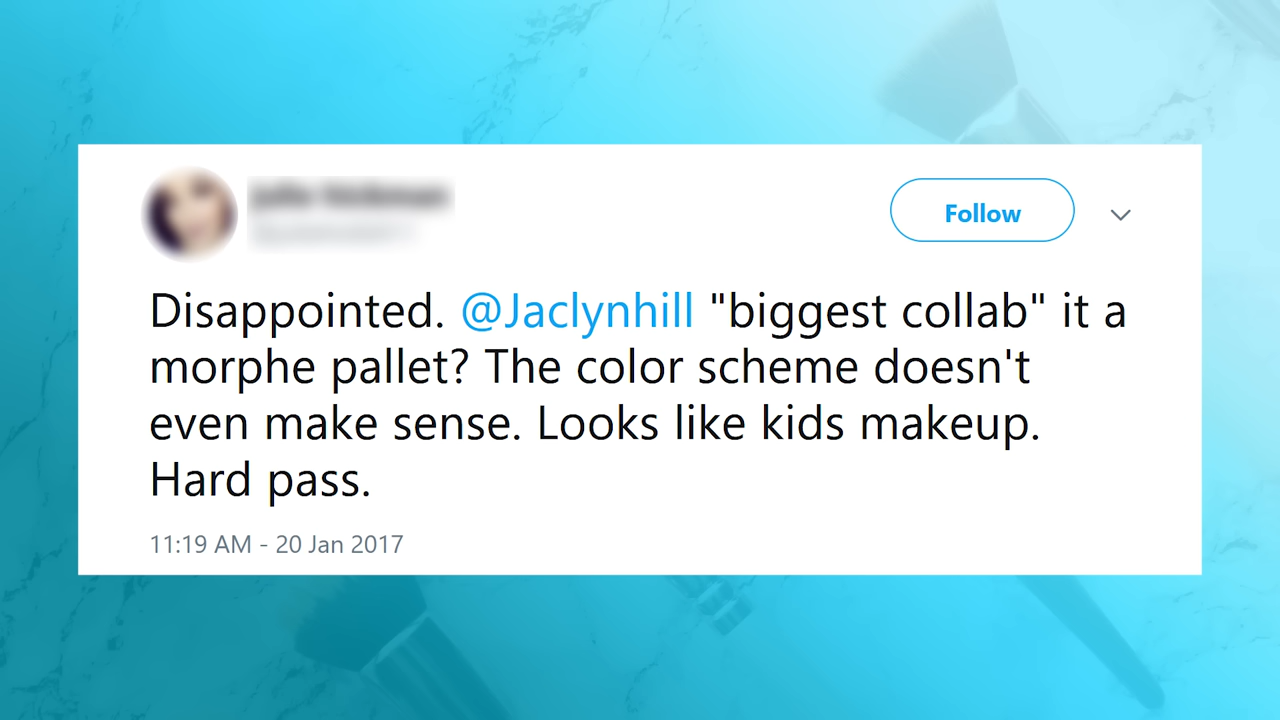 Follow
Disappointed. @Jaclynhill "biggest collab" it a
morphe pallet? The color scheme doesn't
even make sense. Looks like kids makeup.
Hard pass.
11:19 AM - 20 Jan 2017